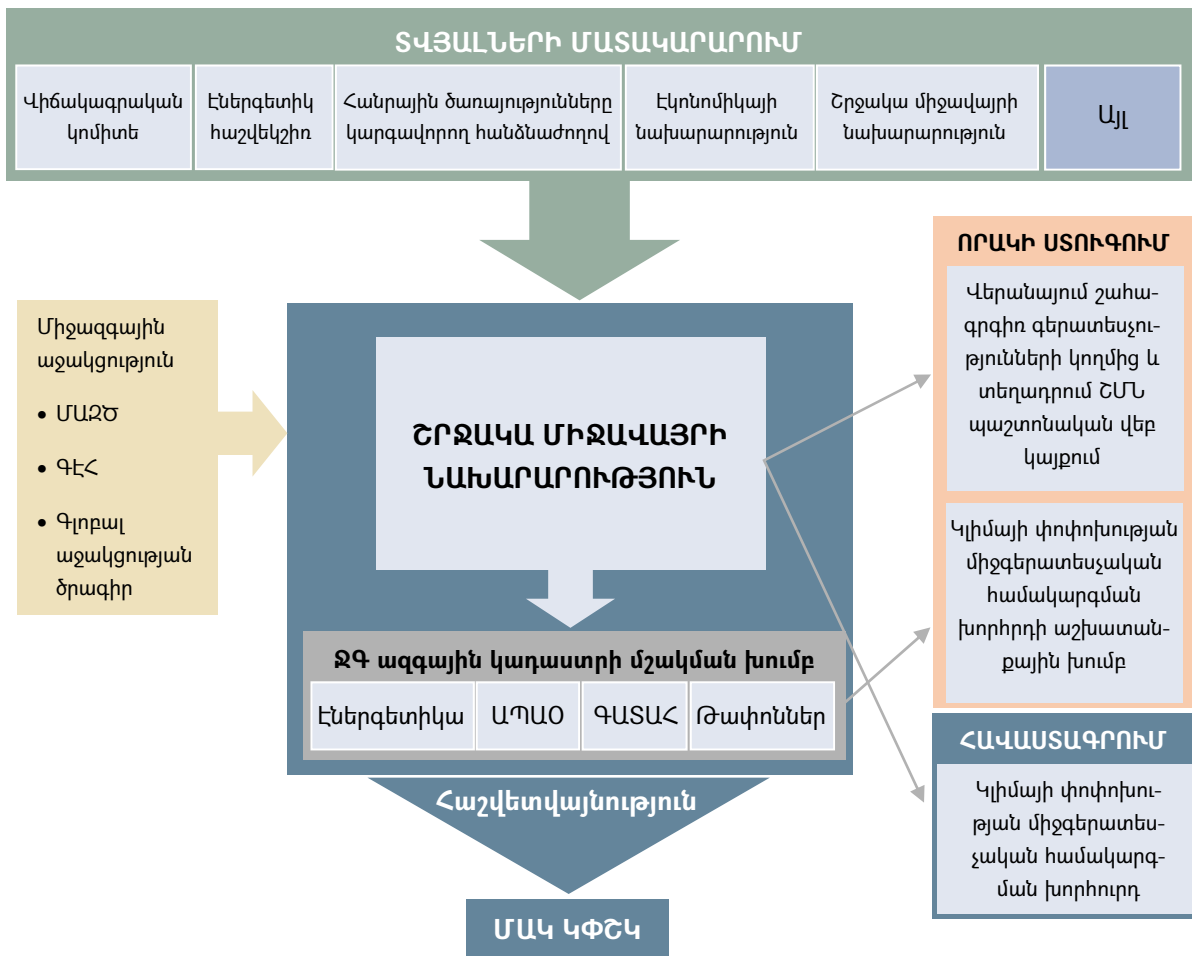 ՏՎՅԱԼՆԵՐԻ ՄԱՏԱԿԱՐԱՐՈՒՄ
Վիճակագրական
կոմիտե
Էներգետիկ
հաշվեկշիռ
Հանրային ծառայությունները
կարգավորող հանձնաժողով
Էկոնոմիկայի
նախարարություն
Շրջակա միջավայրի
նախարարություն
Այլ
Միջազգային
աջակցություն
• ՄԱԶԾ
• ԳԷՀ
• Գլոբալ
աջակցության
ծրագիր
ՇՐՋԱԿԱ ՄԻՋԱՎԱՅՐԻ
ՆԱԽԱՐԱՐՈՒԹՅՈՒՆ
ՋԳ ազգային կադաստրի մշակման խումբ
Էներգետիկա
ԱՊԱՕ
ԳԱՏԱՀ
Թափոններ
Հաշվետվայնություն
ՄԱԿ ԿՓՇԿ
ՈՐԱԿԻ ՍՏՈՒԳՈՒՄ
Վերանայում շահա-
գրգիռ գերատեսչու-
թյունների կողմից և
տեղադրում ՇՄՆ
պաշտոնական վեբ
կայքում
Կլիմայի փոփոխության
միջգերատեսչական
համակարգման
խորհրդի աշխատան-
քային խումբ
ՀԱՎԱՍՏԱԳՐՈՒՄ
Կլիմայի փոփոխու-
թյան միջգերատես-
չական համակարգ-
ման խորհուրդ